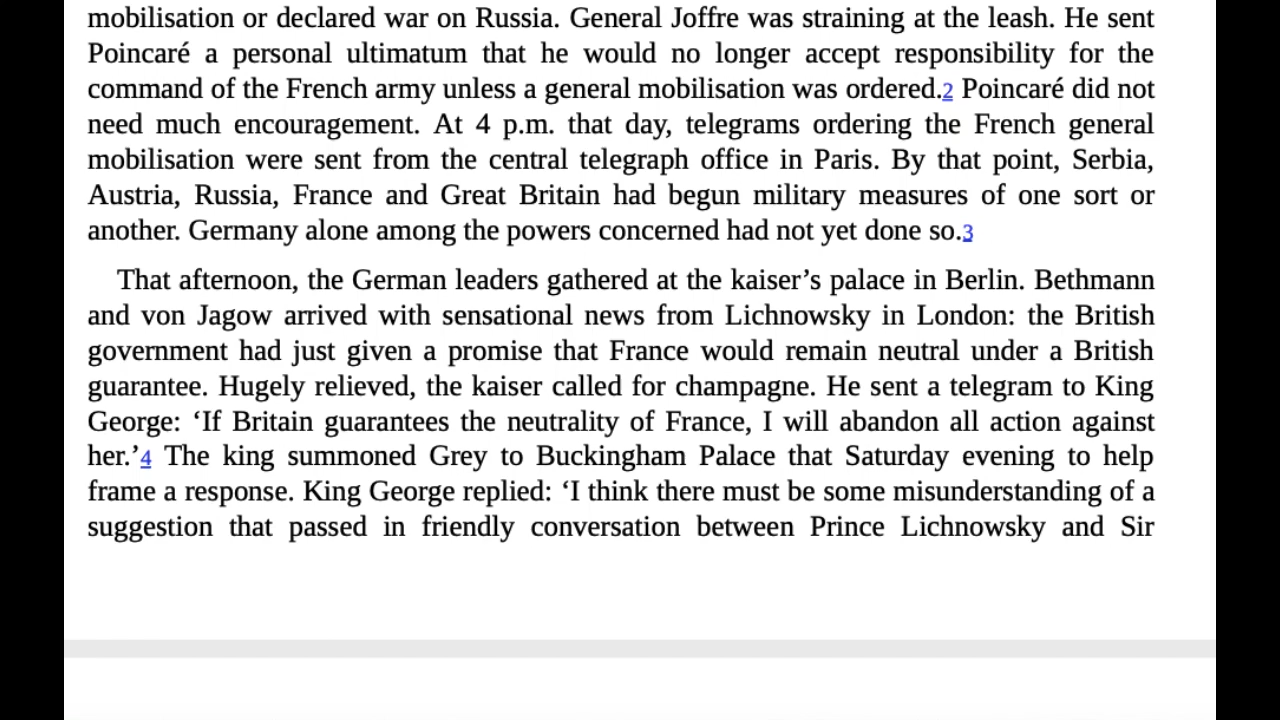 mobilisation or declared war on Russia. General Joffre was straining at the leash. He sent
Poincaré a personal ultimatum that he would no longer accept responsibility for the
command of the French army unless a general mobilisation was ordered.2 Poincaré did not
need much encouragement. At 4 p.m. that day, telegrams ordering the French general
mobilisation were sent from the central telegraph office in Paris. By that point, Serbia,
Austria, Russia, France and Great Britain had begun military measures of one sort or
another. Germany alone among the powers concerned had not yet done so.3
That afternoon, the German leaders gathered at the kaiser’s palace in Berlin. Bethmann
and von Jagow arrived with sensational news from Lichnowsky in London: the British
government had just given a promise that France would remain neutral under a British
guarantee. Hugely relieved, the kaiser called for champagne. He sent a telegram to King
George: ‘If Britain guarantees the neutrality of France, I will abandon all action against
her.’4 The king summoned Grey to Buckingham Palace that Saturday evening to help
frame a response. King George replied: ‘I think there must be some misunderstanding of a
suggestion that passed in friendly conversation between Prince Lichnowsky and Sir